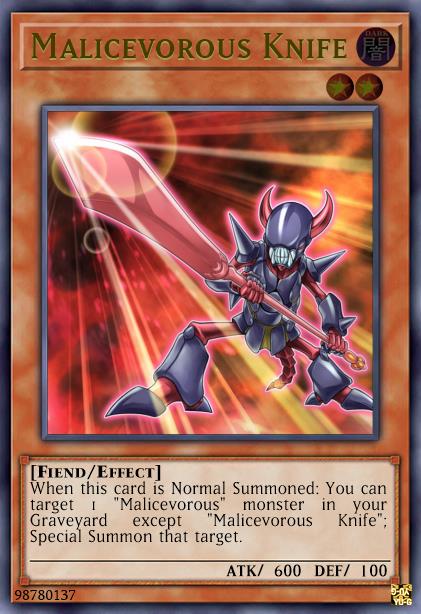 MALICEVOROUS KNIFE
DARK
闇
[FIEND/EFFECT]
When this card is Normal Summoned: You can
target 1 "Malicevorous" monster in your
Graveyard except "Malicevorous Knife";
Special Summon that target.
ATK/ 600 DEF/ 100
98780137